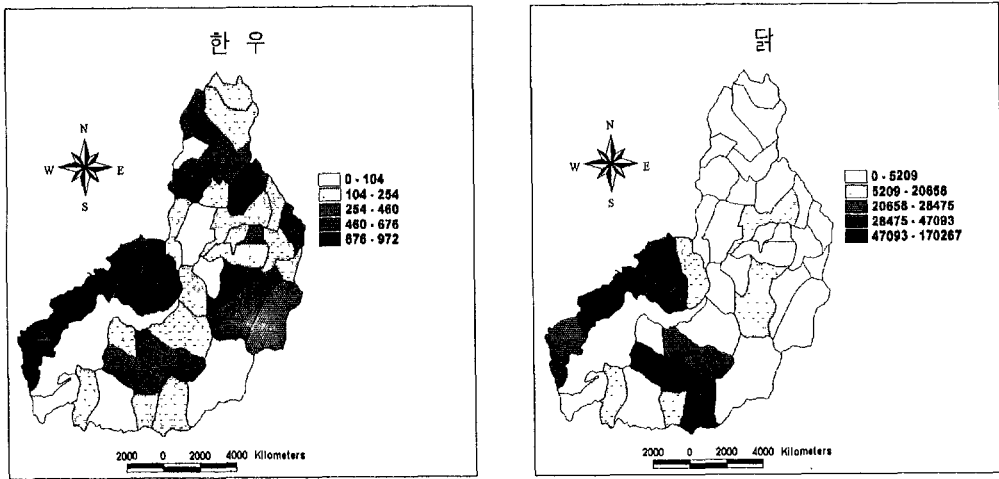 한 우
N
W E
S
0 - 104
104 - 254
254 - 460
460 - 676
676 - 972
2000 0 2000 4000 Kilometers
닭
N
W E
S
0 - 5209
5209 - 20658
20658 - 28475
28475 - 47093
47093 - 170267
2000 0 2000 4000 Kilometers